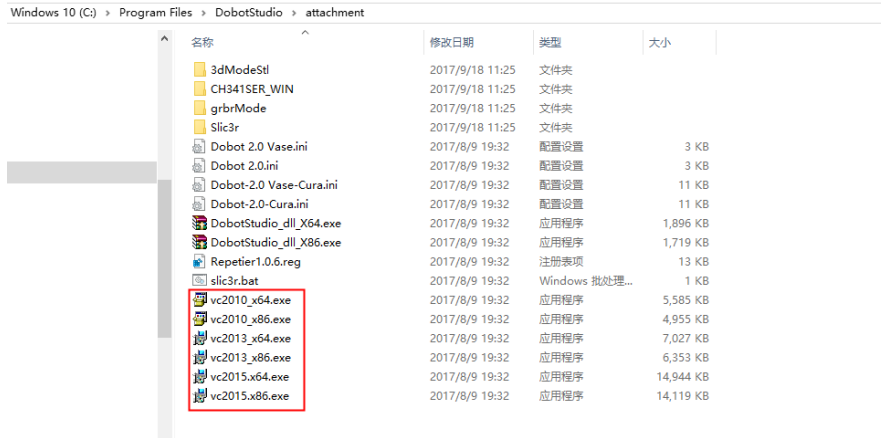 Windows 10 (C:) › Program Files › DobotStudio › attachment
名称 修改日期 类型 大小
3dModeStl 2017/9/18 11:25 文件夹
CH341SER_WIN 2017/9/18 11:25 文件夹
grbrMode 2017/9/18 11:25 文件夹
Slic3r 2017/9/18 11:25 文件夹
Dobot 2.0 Vase.ini 2017/8/9 19:32 配置设置 3 KB
Dobot 2.0.ini 2017/8/9 19:32 配置设置 3 KB
Dobot-2.0 Vase-Cura.ini 2017/8/9 19:32 配置设置 11 KB
Dobot-2.0-Cura.ini 2017/8/9 19:32 配置设置 11 KB
DobotStudio_dll_X64.exe 2017/8/9 19:32 应用程序 1,896 KB
DobotStudio_dll_X86.exe 2017/8/9 19:32 应用程序 1,719 KB
Repetier1.0.6.reg 2017/8/9 19:32 注册表项 13 KB
slic3r.bat 2017/8/9 19:32 Windows 批处理... 1 KB
vc2010_x64.exe 2017/8/9 19:32 应用程序 5,585 KB
vc2010_x86.exe 2017/8/9 19:32 应用程序 4,955 KB
vc2013_x64.exe 2017/8/9 19:32 应用程序 7,027 KB
vc2013_x86.exe 2017/8/9 19:32 应用程序 6,353 KB
vc2015.x64.exe 2017/8/9 19:32 应用程序 14,944 KB
vc2015.x86.exe 2017/8/9 19:32 应用程序 14,119 KB